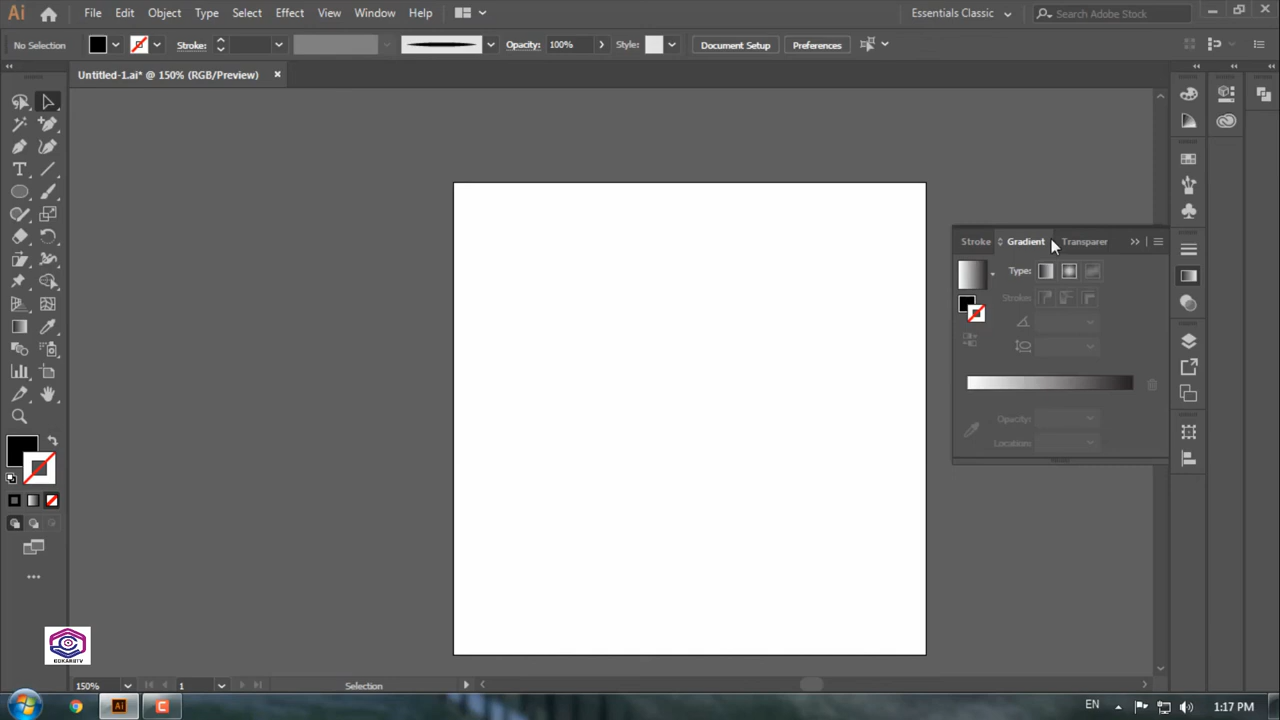 Ai File Edit Object Type Select Effect View Window Help Essentials Classic Search Adobe Stock
No Selection Stroke: Opacity: 100% Style: Document Setup Preferences
Untitled-1.ai* @ 150% (RGB/Preview) ×
Stroke Gradient Transparer
Type:
Stroke:
Opacity:
Location:
150% 1 Selection
EN 1:17 PM